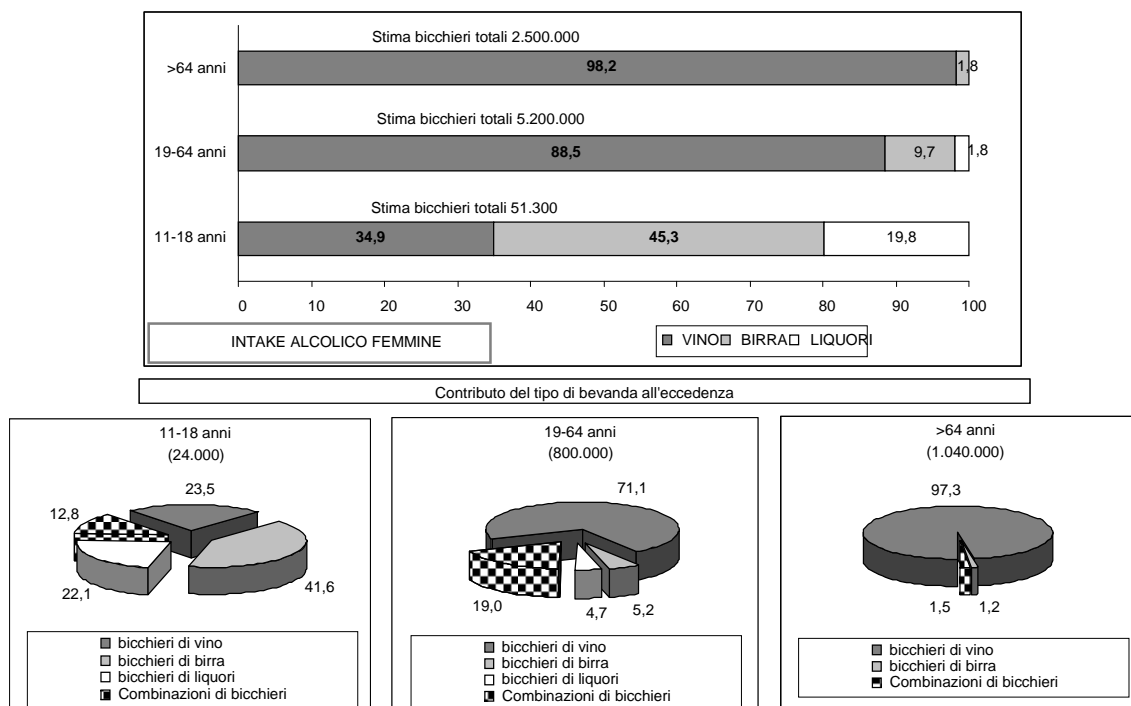 Stima bicchieri totali 2.500.000
>64 anni
98,2
1,8
Stima bicchieri totali 5.200.000
19-64 anni
88,5
9,7
1,8
Stima bicchieri totali 51.300
11-18 anni
34,9
45,3
19,8
0 10 20 30 40 50 60 70 80 90 100
INTAKE ALCOLICO FEMMINE
VINO BIRRA LIQUORI
Contributo del tipo di bevanda all'eccedenza
11-18 anni
(24.000)
23,5
12,8
22,1
41,6
bicchieri di vino
bicchieri di birra
bicchieri di liquori
Combinazioni di bicchieri
19-64 anni
(800.000)
71,1
19,0
4,7
5,2
bicchieri di vino
bicchieri di birra
bicchieri di liquori
Combinazioni di bicchieri
>64 anni
(1.040.000)
97,3
1,5
1,2
bicchieri di vino
bicchieri di birra
Combinazioni di bicchieri